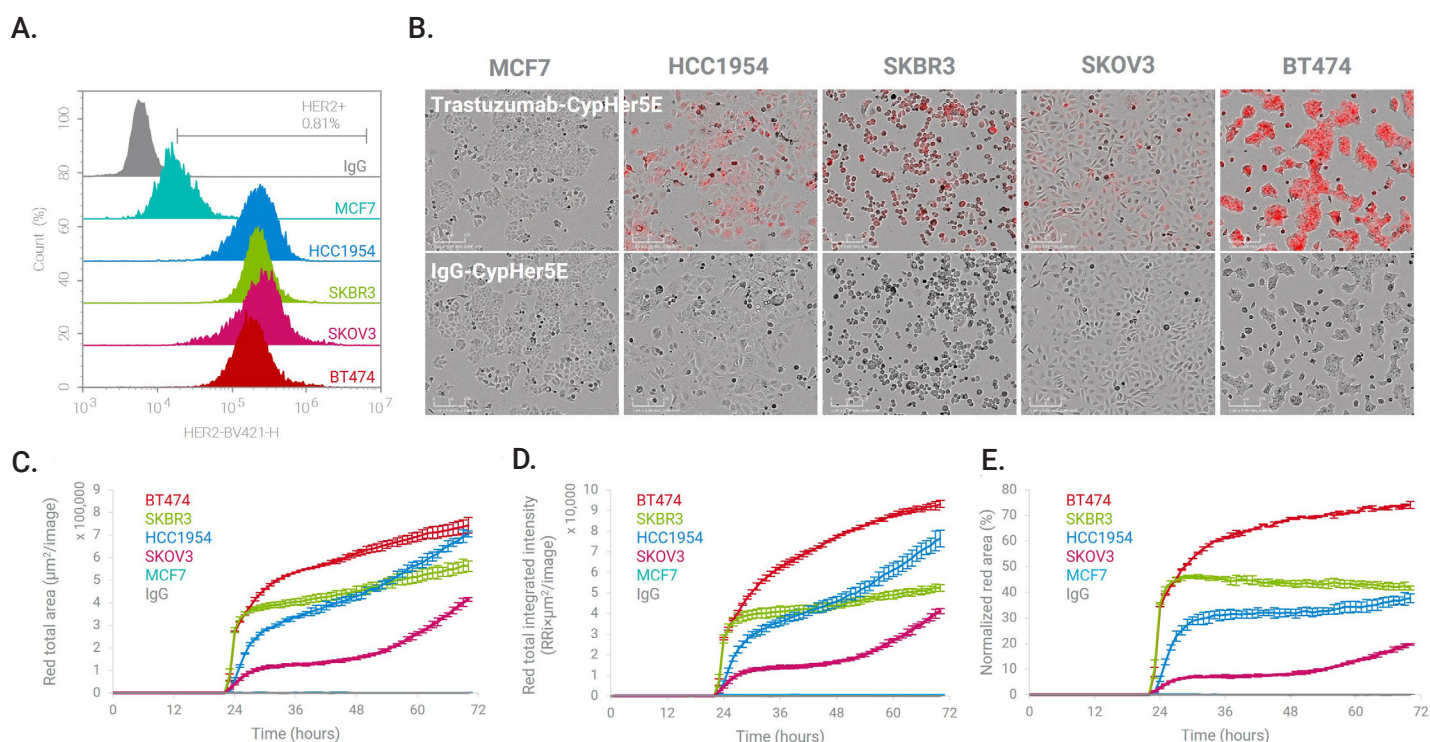 A.
HER2+
0.81%
IgG
MCF7
HCC1954
SKBR3
SKOV3
BT474
Count (%)
100
80
60
40
20
0
10³
10⁴
10⁵
10⁶
10⁷
HER2-BV421-H
B.
MCF7
HCC1954
SKBR3
SKOV3
BT474
Trastuzumab-CypHer5E
IgG-CypHer5E
C.
Red total area (µm²/image)
x 100,000
9
8
7
6
5
4
3
2
1
0
BT474
SKBR3
HCC1954
SKOV3
MCF7
IgG
0
12
24
36
48
60
72
Time (hours)
D.
Red total integrated intensity
(RRi×µm²/image)
x 10,000
10
9
8
7
6
5
4
3
2
1
0
BT474
SKBR3
HCC1954
SKOV3
MCF7
IgG
0
12
24
36
48
60
72
Time (hours)
E.
Normalized red area (%)
80
70
60
50
40
30
20
10
0
BT474
SKBR3
HCC1954
SKOV3
MCF7
IgG
0
12
24
36
48
60
72
Time (hours)